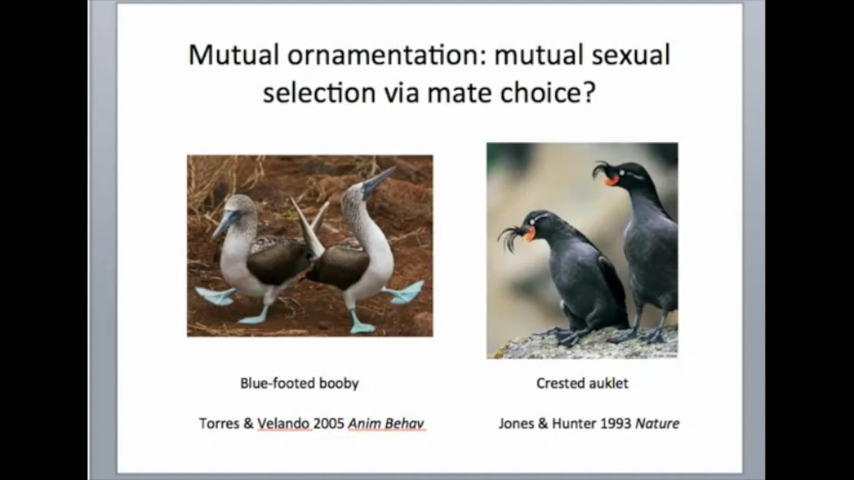 Mutual ornamentation: mutual sexual
selection via mate choice?
Blue-footed booby
Crested auklet
Torres & Velando 2005 Anim Behav
Jones & Hunter 1993 Nature